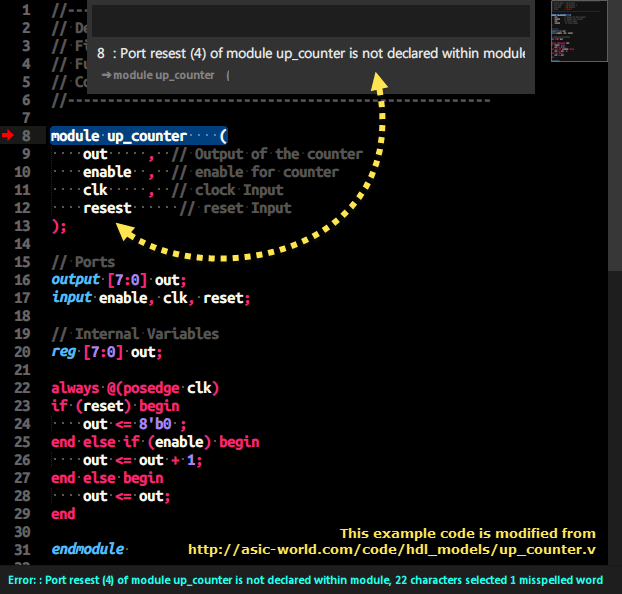 1 //---
2 // De
3 // Fi
4 // Fu
5 // Co
6 //-----------------------------------------------------
8 : Port resest (4) of module up_counter is not declared within module
➔module up_counter (
7
8 module up_counter (
9 out , // Output of the counter
10 enable , // enable for counter
11 clk , // clock Input
12 resest // reset Input
13 );
14
15 // Ports
16 output [7:0] out;
17 input enable, clk, reset;
18
19 // Internal Variables
20 reg [7:0] out;
21
22 always @(posedge clk)
23 if (reset) begin
24 out <= 8'b0 ;
25 end else if (enable) begin
26 out <= out + 1;
27 end else begin
28 out <= out;
29 end
30
31 endmodule
This example code is modified from
http://asic-world.com/code/hdl_models/up_counter.v
Error: : Port resest (4) of module up_counter is not declared within module, 22 characters selected 1 misspelled word